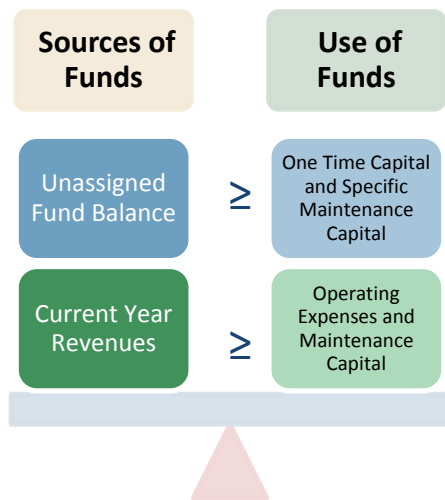 Sources of
Funds
Use of
Funds
Unassigned
Fund Balance
≥
One Time Capital
and Specific
Maintenance
Capital
Current Year
Revenues
≥
Operating
Expenses and
Maintenance
Capital